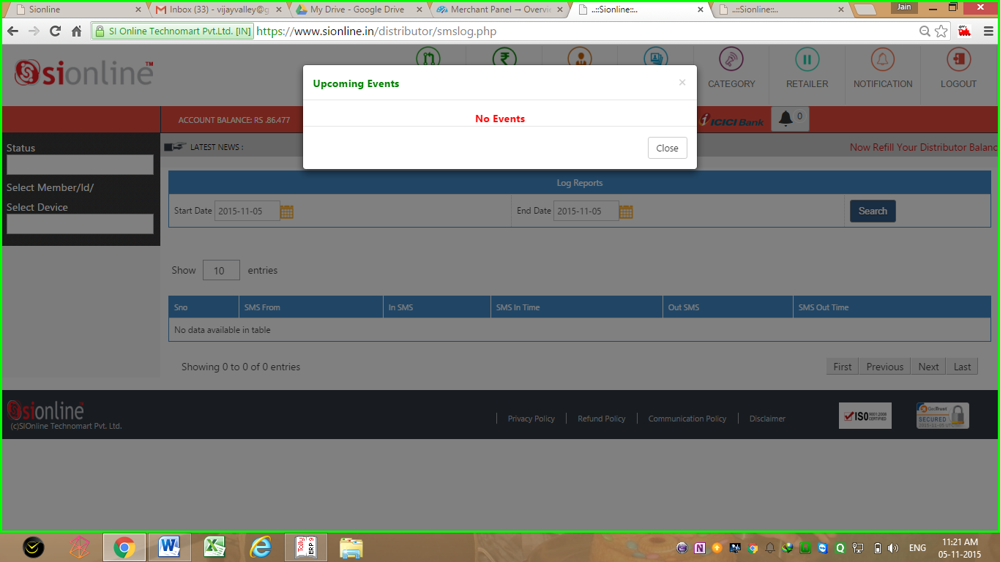 Sionline
Inbox (33) - vijayvalley@g
My Drive - Google Drive
Merchant Panel → Overvie
..::Sionline::..
..::Sionline::..
Jain
SI Online Technomart Pvt.Ltd. [IN]
https://www.sionline.in/distributor/smslog.php
sionline™
CATEGORY
RETAILER
NOTIFICATION
LOGOUT
Upcoming Events
×
No Events
Close
ACCOUNT BALANCE: RS .86.477
ICICI Bank
0
Status
LATEST NEWS :
Now Refill Your Distributor Balanc
Select Member/Id/
Select Device
Log Reports
Start Date 2015-11-05
End Date 2015-11-05
Search
Show 10 entries
Sno SMS From In SMS SMS In Time Out SMS SMS Out Time
No data available in table
Showing 0 to 0 of 0 entries
First Previous Next Last
sionline
(c)SIOnline Technomart Pvt. Ltd.
Privacy Policy
Refund Policy
Communication Policy
Disclaimer
ISO 9001:2008
CERTIFIED
GeoTrust
SECURED
Tally
ERP 9
ENG
11:21 AM
05-11-2015